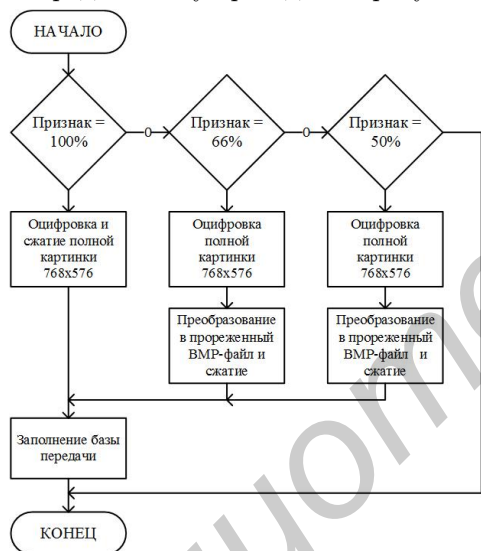 НАЧАЛО
Признак =
100%
0
Признак =
66%
0
Признак =
50%
Оцифровка и
сжатие полной
картинки
768x576
Оцифровка
полной
картинки
768x576
Оцифровка
полной
картинки
768x576
Преобразование
в прореженный
BMP-файл и
сжатие
Преобразование
в прореженный
BMP-файл и
сжатие
Заполнение базы
передачи
КОНЕЦ